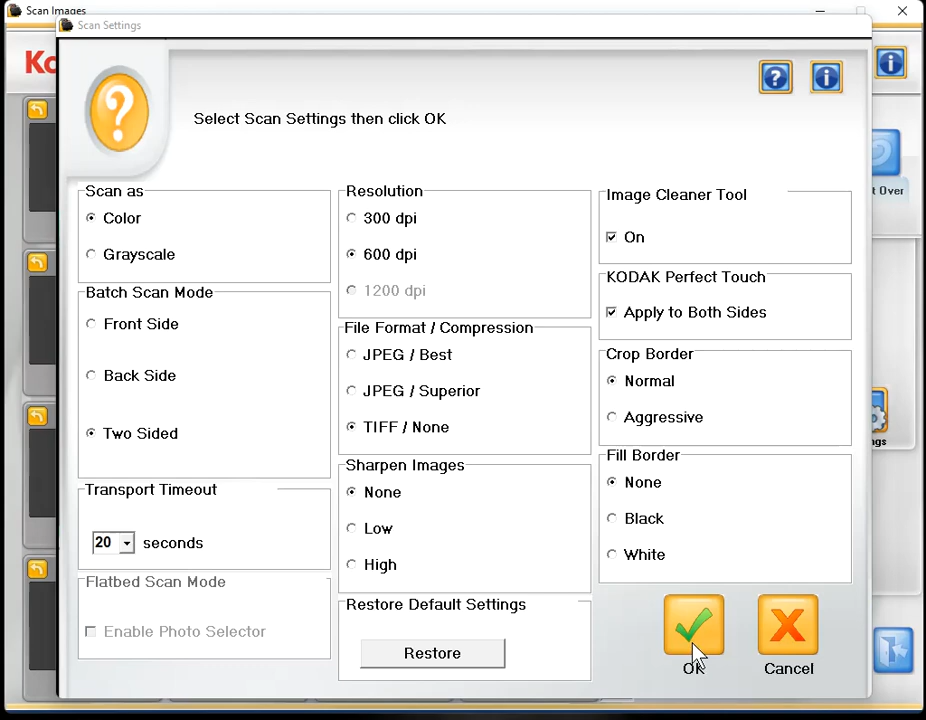 Scan Images
Scan Settings
Ko
Select Scan Settings then click OK
Scan as
Color
Grayscale
Batch Scan Mode
Front Side
Back Side
Two Sided
Transport Timeout
20 seconds
Flatbed Scan Mode
Enable Photo Selector
Resolution
300 dpi
600 dpi
1200 dpi
File Format / Compression
JPEG / Best
JPEG / Superior
TIFF / None
Sharpen Images
None
Low
High
Restore Default Settings
Restore
Image Cleaner Tool
On
KODAK Perfect Touch
Apply to Both Sides
Crop Border
Normal
Aggressive
Fill Border
None
Black
White
OK
Cancel
t Over
gs